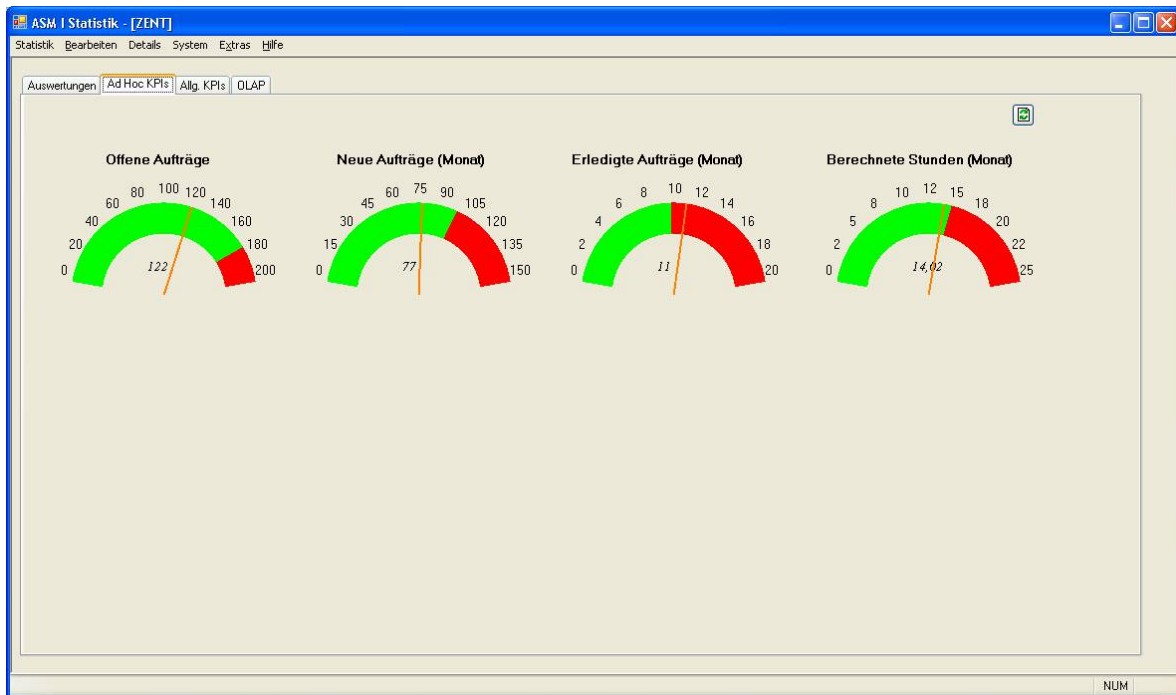 ASM I Statistik - [ZENT]
Statistik Bearbeiten Details System Extras Hilfe
Auswertungen Ad Hoc KPIs Allg. KPIs OLAP
Offene Aufträge
0 20 40 60 80 100 120 140 160 180 200
122
Neue Aufträge (Monat)
0 15 30 45 60 75 90 105 120 135 150
77
Erledigte Aufträge (Monat)
0 2 4 6 8 10 12 14 16 18 20
11
Berechnete Stunden (Monat)
0 2 5 8 10 12 15 18 20 22 25
14,02
NUM